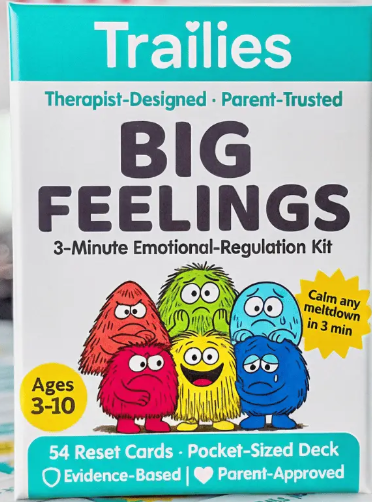 Trailies
Therapist-Designed · Parent-Trusted
BIG
FEELINGS
3-Minute Emotional-Regulation Kit
Calm any
meltdown
in 3 min
Ages
3-10
54 Reset Cards · Pocket-Sized Deck
Evidence-Based | Parent-Approved